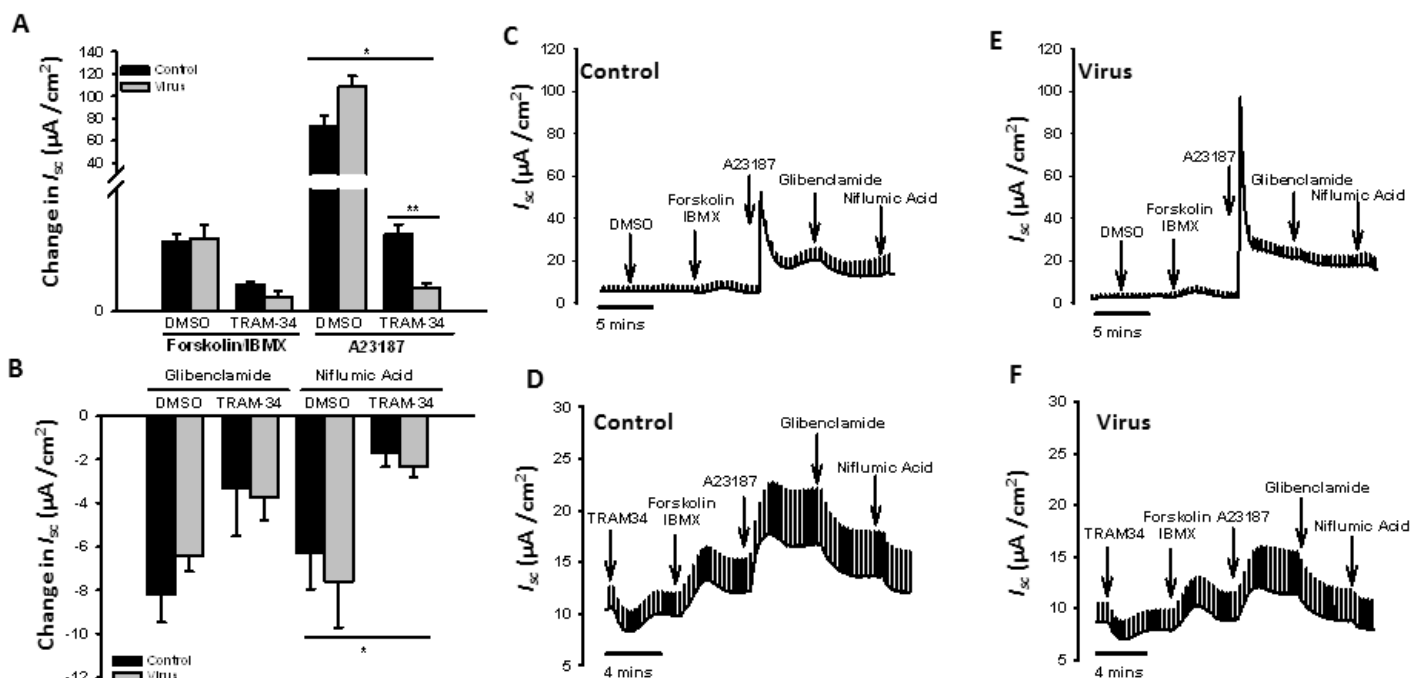 A
Change in Isc (µA /cm²)
140
120
100
80
60
40
0
Control
Virus
*
**
DMSO TRAM-34 DMSO TRAM-34
Forskolin/IBMX A23187
B
Glibenclamide Niflumic Acid
DMSO TRAM-34 DMSO TRAM-34
Change in Isc (µA /cm²)
0
-2
-4
-6
-8
-10
-12
*
Control
Virus
C
Control
Isc (µA /cm²)
120
100
80
60
40
20
0
DMSO
Forskolin
IBMX
A23187
Glibenclamide
Niflumic Acid
5 mins
D
Control
Isc (µA /cm²)
30
25
20
15
10
5
TRAM34
Forskolin
IBMX
A23187
Glibenclamide
Niflumic Acid
4 mins
E
Virus
Isc (µA /cm²)
120
100
80
60
40
20
0
DMSO
Forskolin
IBMX
A23187
Glibenclamide
Niflumic Acid
5 mins
F
Virus
Isc (µA /cm²)
30
25
20
15
10
5
TRAM34
Forskolin A23187
IBMX
Glibenclamide
Niflumic Acid
4 mins